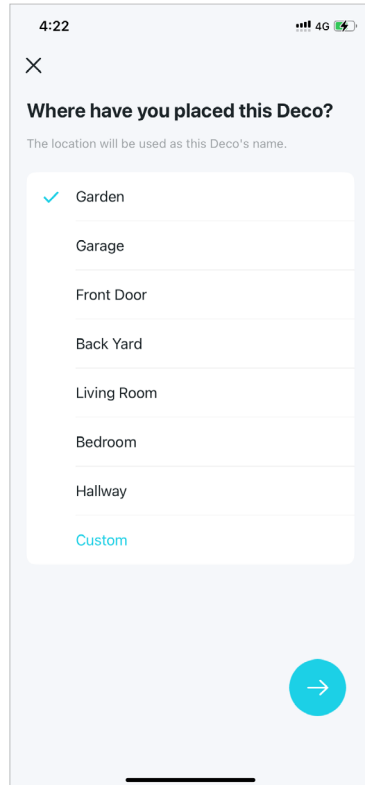 4:22 4G
Where have you placed this Deco?
The location will be used as this Deco's name.
Garden
Garage
Front Door
Back Yard
Living Room
Bedroom
Hallway
Custom